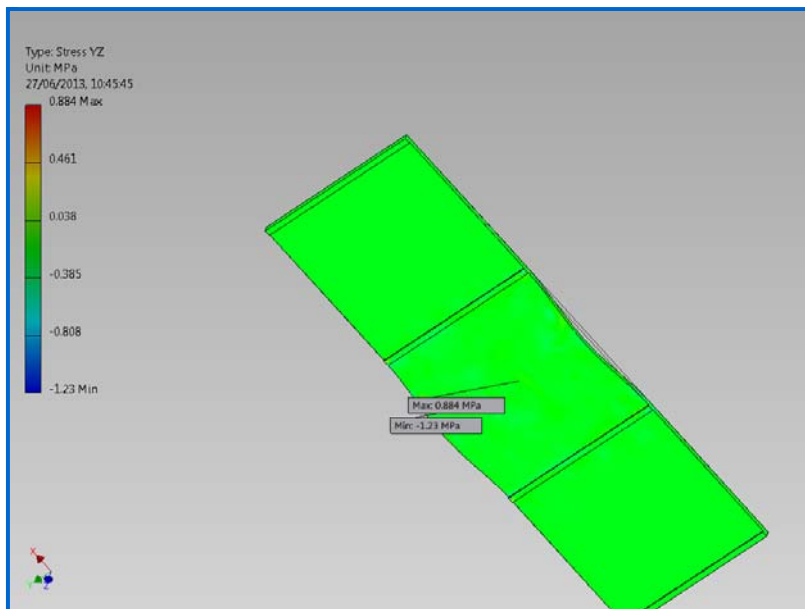 Type: Stress YZ
Unit: MPa
27/06/2013, 10:45:45
0.884 Max
0.461
0.038
-0.385
-0.808
-1.23 Min
Max: 0.884 MPa
Min: -1.23 MPa
X
Y
Z